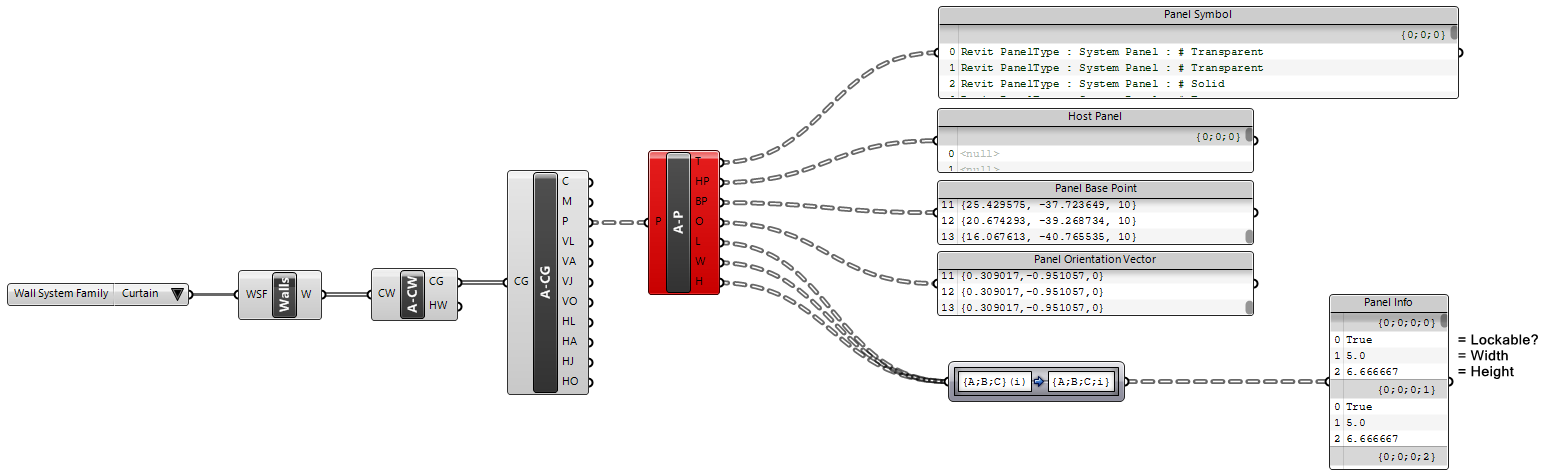 Wall System Family Curtain
WSF Walls W
CW A-CW CG
HW
CG A-CG C
M
P
VL
VA
VJ
VO
HL
HA
HJ
HO
P A-P T
HP
BP
O
L
W
H
Panel Symbol
{0;0;0}
0 Revit PanelType : System Panel : # Transparent
1 Revit PanelType : System Panel : # Transparent
2 Revit PanelType : System Panel : # Solid
Host Panel
{0;0;0}
0 <null>
1 <null>
Panel Base Point
11 {25.429575, -37.723649, 10}
12 {20.674293, -39.268734, 10}
13 {16.067613, -40.765535, 10}
Panel Orientation Vector
11 {0.309017,-0.951057,0}
12 {0.309017,-0.951057,0}
13 {0.309017,-0.951057,0}
{A;B;C}(i) {A;B;C;i}
Panel Info
{0;0;0;0}
0 True = Lockable?
1 5.0 = Width
2 6.666667 = Height
{0;0;0;1}
0 True
1 5.0
2 6.666667
{0;0;0;2}